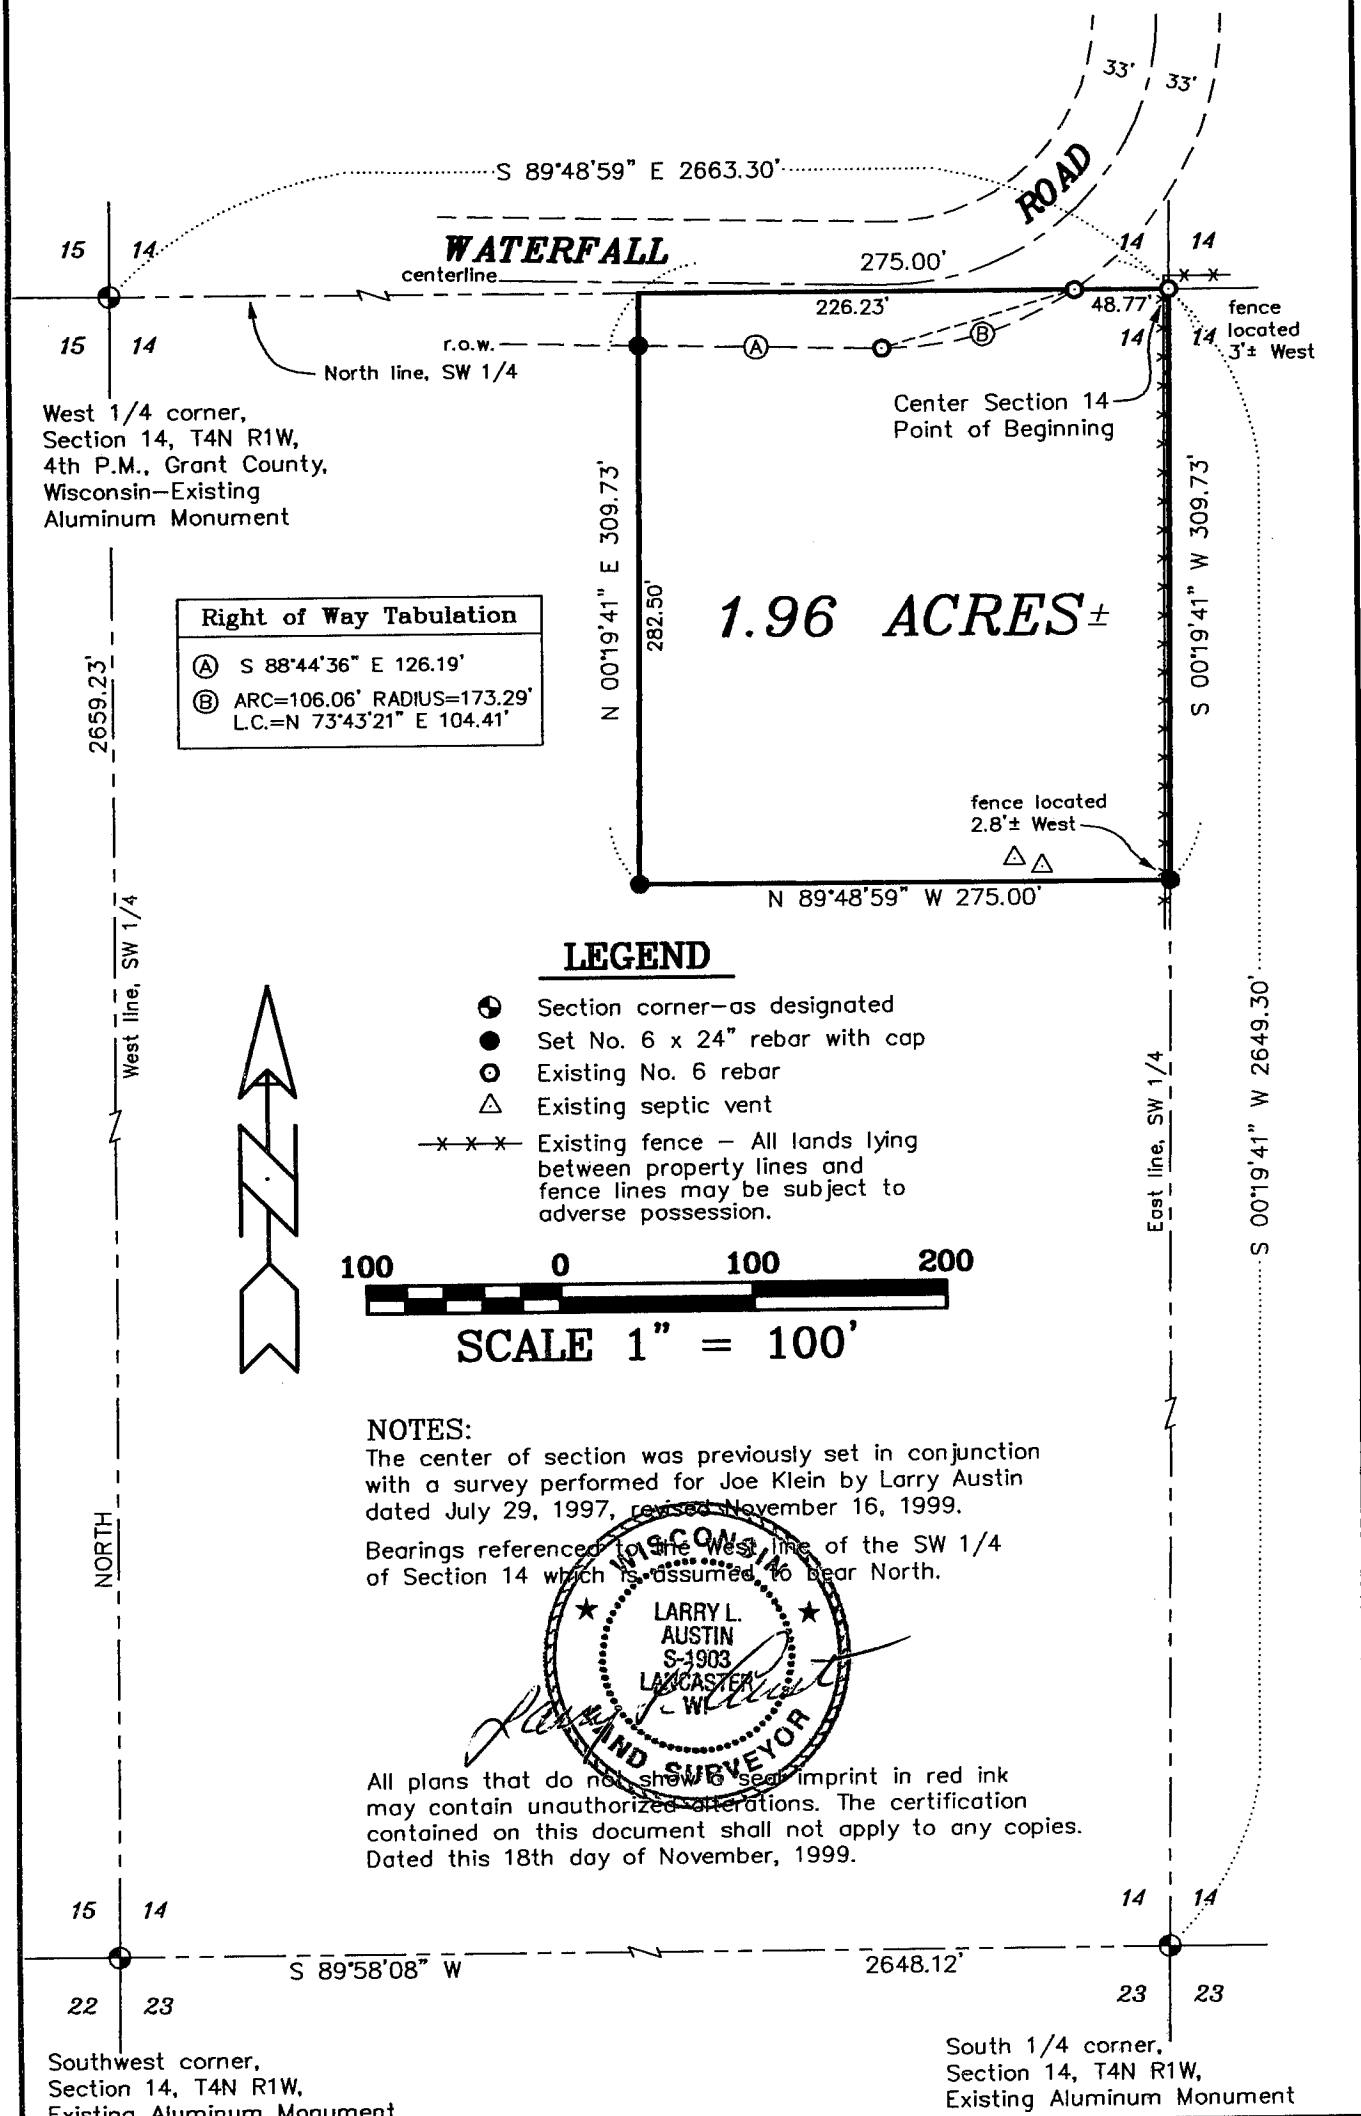 33'
33'
ROAD
S 89°48'59" E 2663.30'
WATERFALL
centerline
275.00'
226.23'
48.77'
15 14
15 14
14 14
14 14
fence
located
3'± West
r.o.w.
A
B
North line, SW 1/4
Center Section 14
Point of Beginning
West 1/4 corner,
Section 14, T4N R1W,
4th P.M., Grant County,
Wisconsin-Existing
Aluminum Monument
N 00°19'41" E 309.73'
282.50'
S 00°19'41" W 309.73'
1.96 ACRES±
Right of Way Tabulation
A S 88°44'36" E 126.19'
B ARC=106.06' RADIUS=173.29'
L.C.=N 73°43'21" E 104.41'
2659.23'
West line, SW 1/4
NORTH
fence located
2.8'± West
N 89°48'59" W 275.00'
LEGEND
Section corner-as designated
Set No. 6 x 24" rebar with cap
Existing No. 6 rebar
Existing septic vent
x x x Existing fence - All lands lying
between property lines and
fence lines may be subject to
adverse possession.
East line, SW 1/4
S 00°19'41" W 2649.30'
N
100 0 100 200
SCALE 1" = 100'
NOTES:
The center of section was previously set in conjunction
with a survey performed for Joe Klein by Larry Austin
dated July 29, 1997, revised November 16, 1999.
Bearings referenced to the West line of the SW 1/4
of Section 14 which is assumed to bear North.
WISCONSIN
LARRY L.
AUSTIN
S-1903
LANCASTER
WI
LAND SURVEYOR
Larry L. Austin
All plans that do not show a seal imprint in red ink
may contain unauthorized alterations. The certification
contained on this document shall not apply to any copies.
Dated this 18th day of November, 1999.
15 14
14 14
S 89°58'08" W
2648.12'
22 23
23 23
Southwest corner,
Section 14, T4N R1W,
Existing Aluminum Monument
South 1/4 corner,
Section 14, T4N R1W,
Existing Aluminum Monument